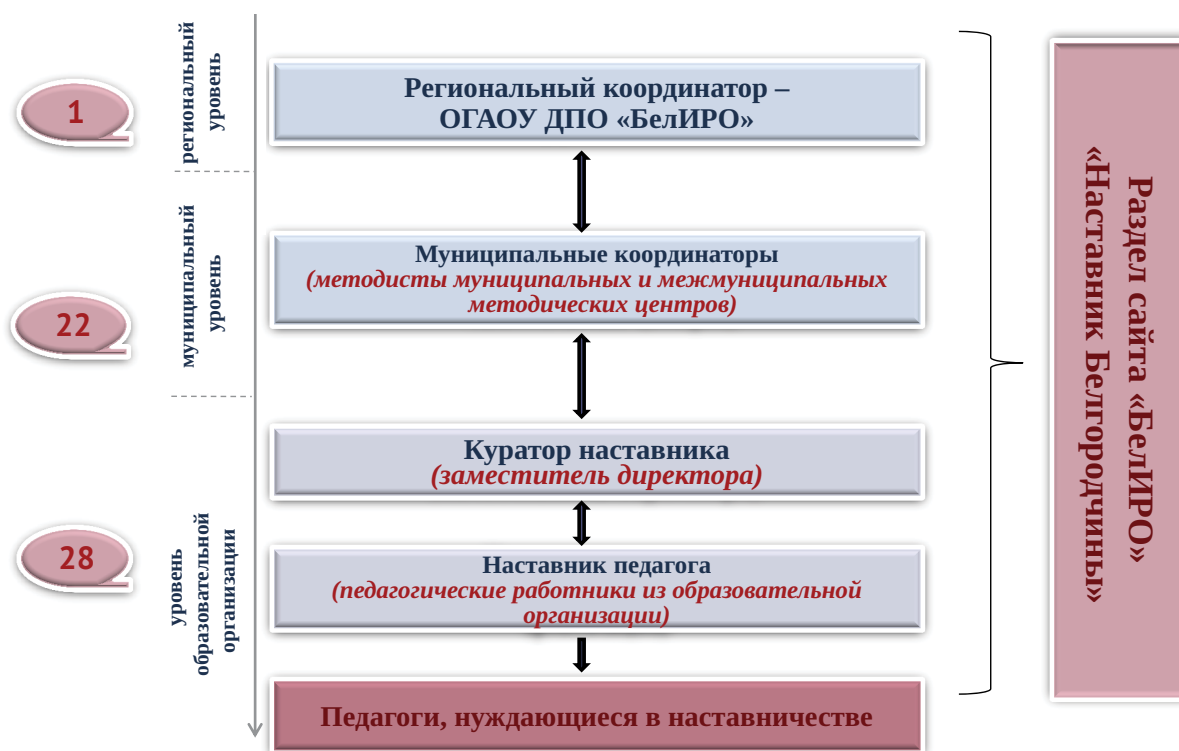 1
региональный
уровень
Региональный координатор –
ОГАОУ ДПО «БелИРО»
22
муниципальный
уровень
Муниципальные координаторы
(методисты муниципальных и межмуниципальных
методических центров)
28
уровень
образовательной
организации
Куратор наставника
(заместитель директора)
Наставник педагога
(педагогические работники из образовательной
организации)
Педагоги, нуждающиеся в наставничестве
Раздел сайта «БелИРО»
«Наставник Белгородчины»